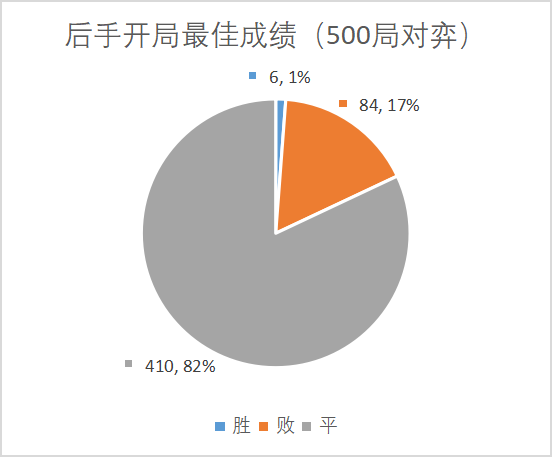 后手开局最佳成绩（500局对弈）
6, 1%
84, 17%
410, 82%
胜 败 平